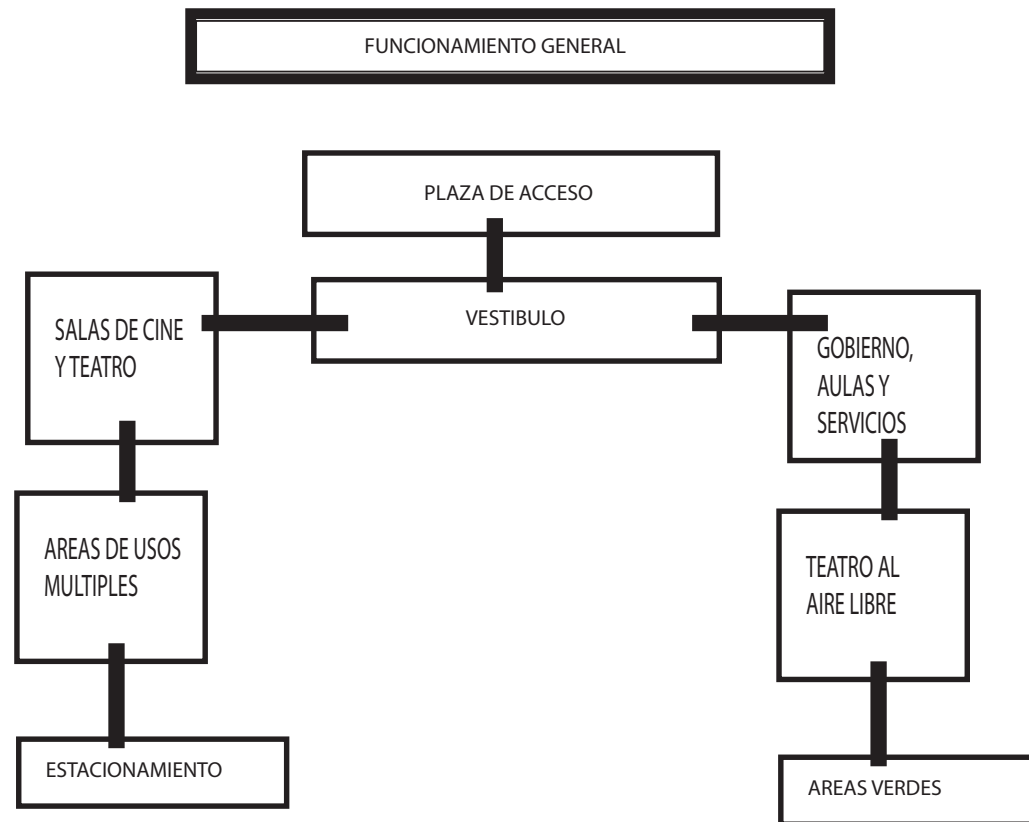 FUNCIONAMIENTO GENERAL
PLAZA DE ACCESO
VESTIBULO
SALAS DE CINE
Y TEATRO
GOBIERNO,
AULAS Y
SERVICIOS
AREAS DE USOS
MULTIPLES
TEATRO AL
AIRE LIBRE
ESTACIONAMIENTO
AREAS VERDES